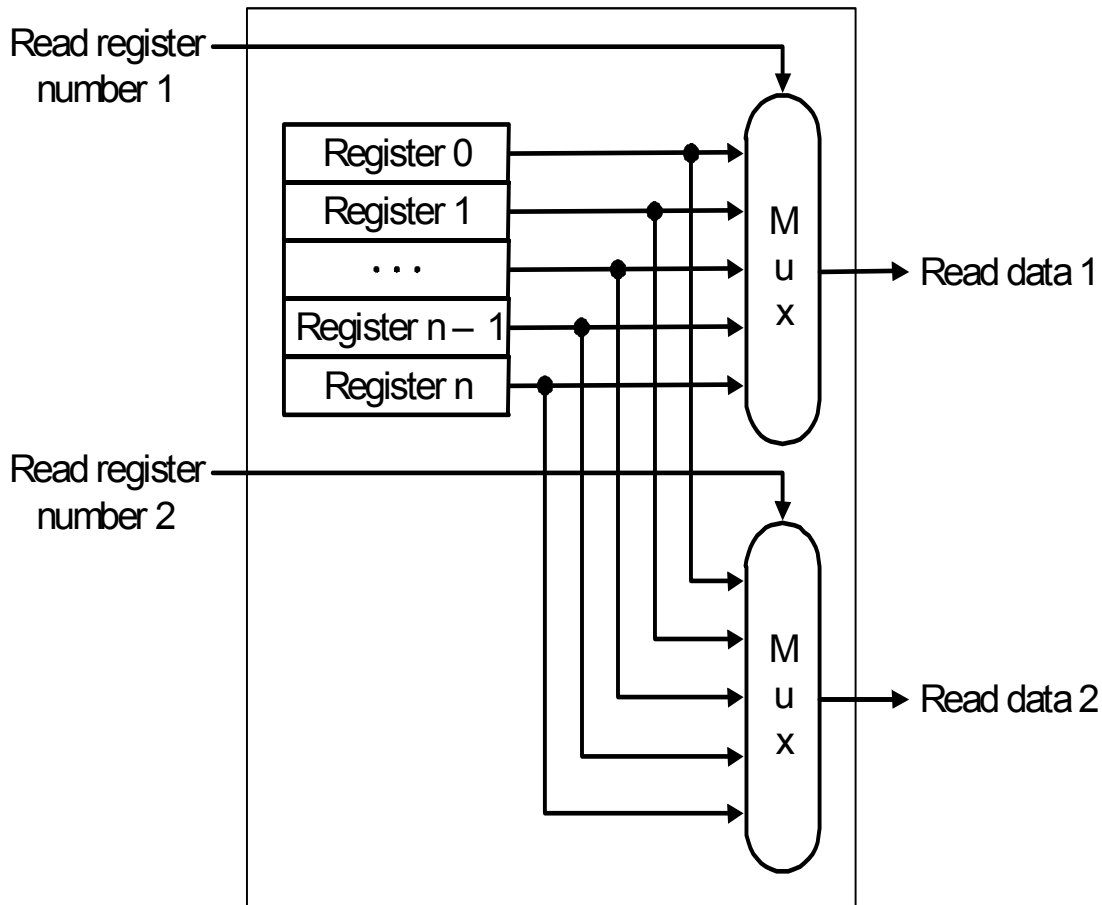 Read register
number 1
Register 0
Register 1
. . .
Register n – 1
Register n
M
u
x
Read data 1
Read register
number 2
M
u
x
Read data 2